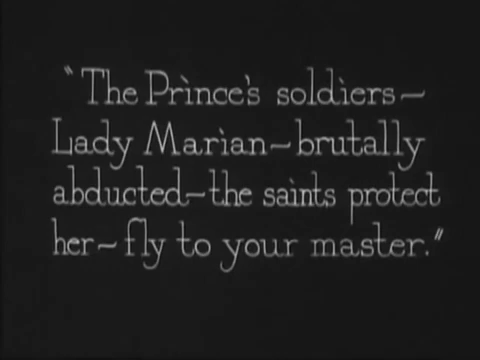 "The Prince's soldiers—
Lady Marian—brutally
abducted—the saints protect
her—fly to your master."